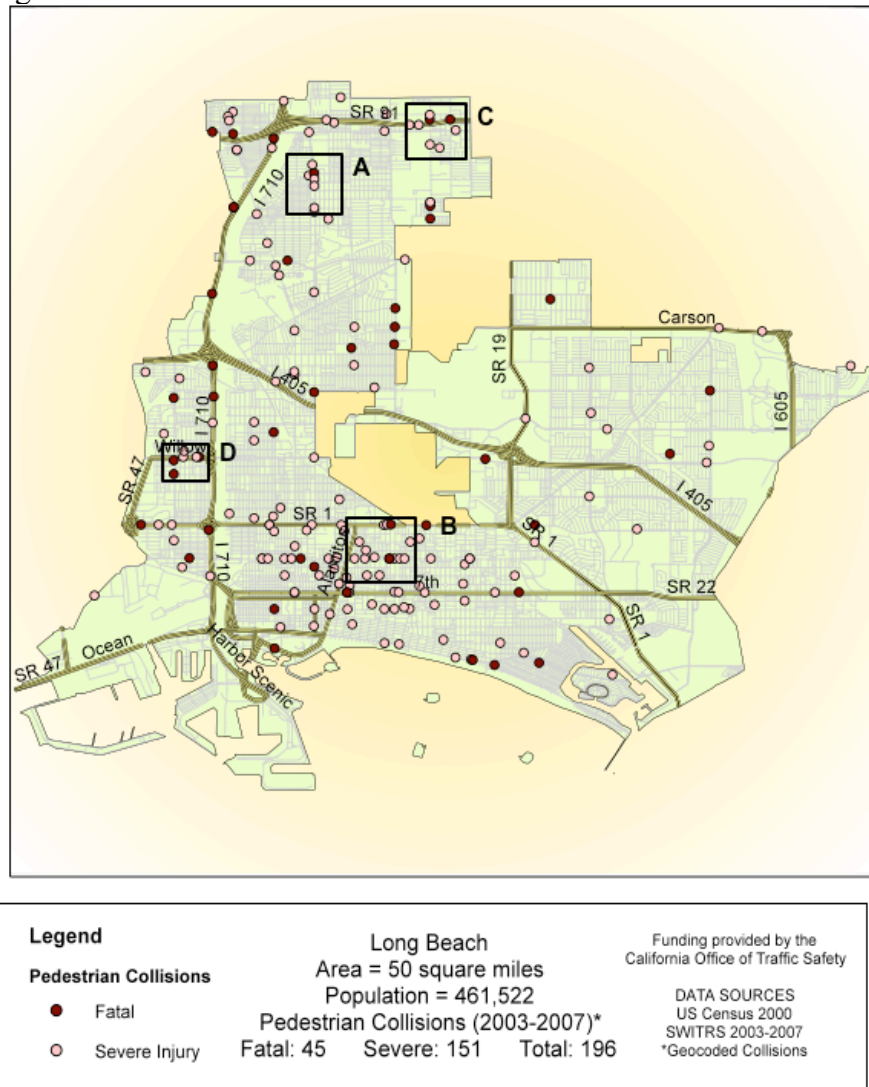 SR 91
C
A
I 710
Carson
SR 19
I 405
I 605
I 710
Willow
D
SR 47
I 405
SR 1
B
SR 1
Alamitos
I 710
7th
SR 22
SR 1
Ocean
Harbor Scenic
SR 47
Legend
Pedestrian Collisions
Fatal
Severe Injury
Long Beach
Area = 50 square miles
Population = 461,522
Pedestrian Collisions (2003-2007)*
Fatal: 45 Severe: 151 Total: 196
Funding provided by the
California Office of Traffic Safety
DATA SOURCES
US Census 2000
SWITRS 2003-2007
*Geocoded Collisions